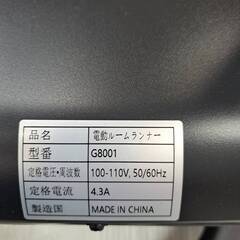 品名 電動ルームランナー
型番 G8001
定格電圧・周波数 100-110V, 50/60Hz
定格電流 4.3A
製造国 MADE IN CHINA